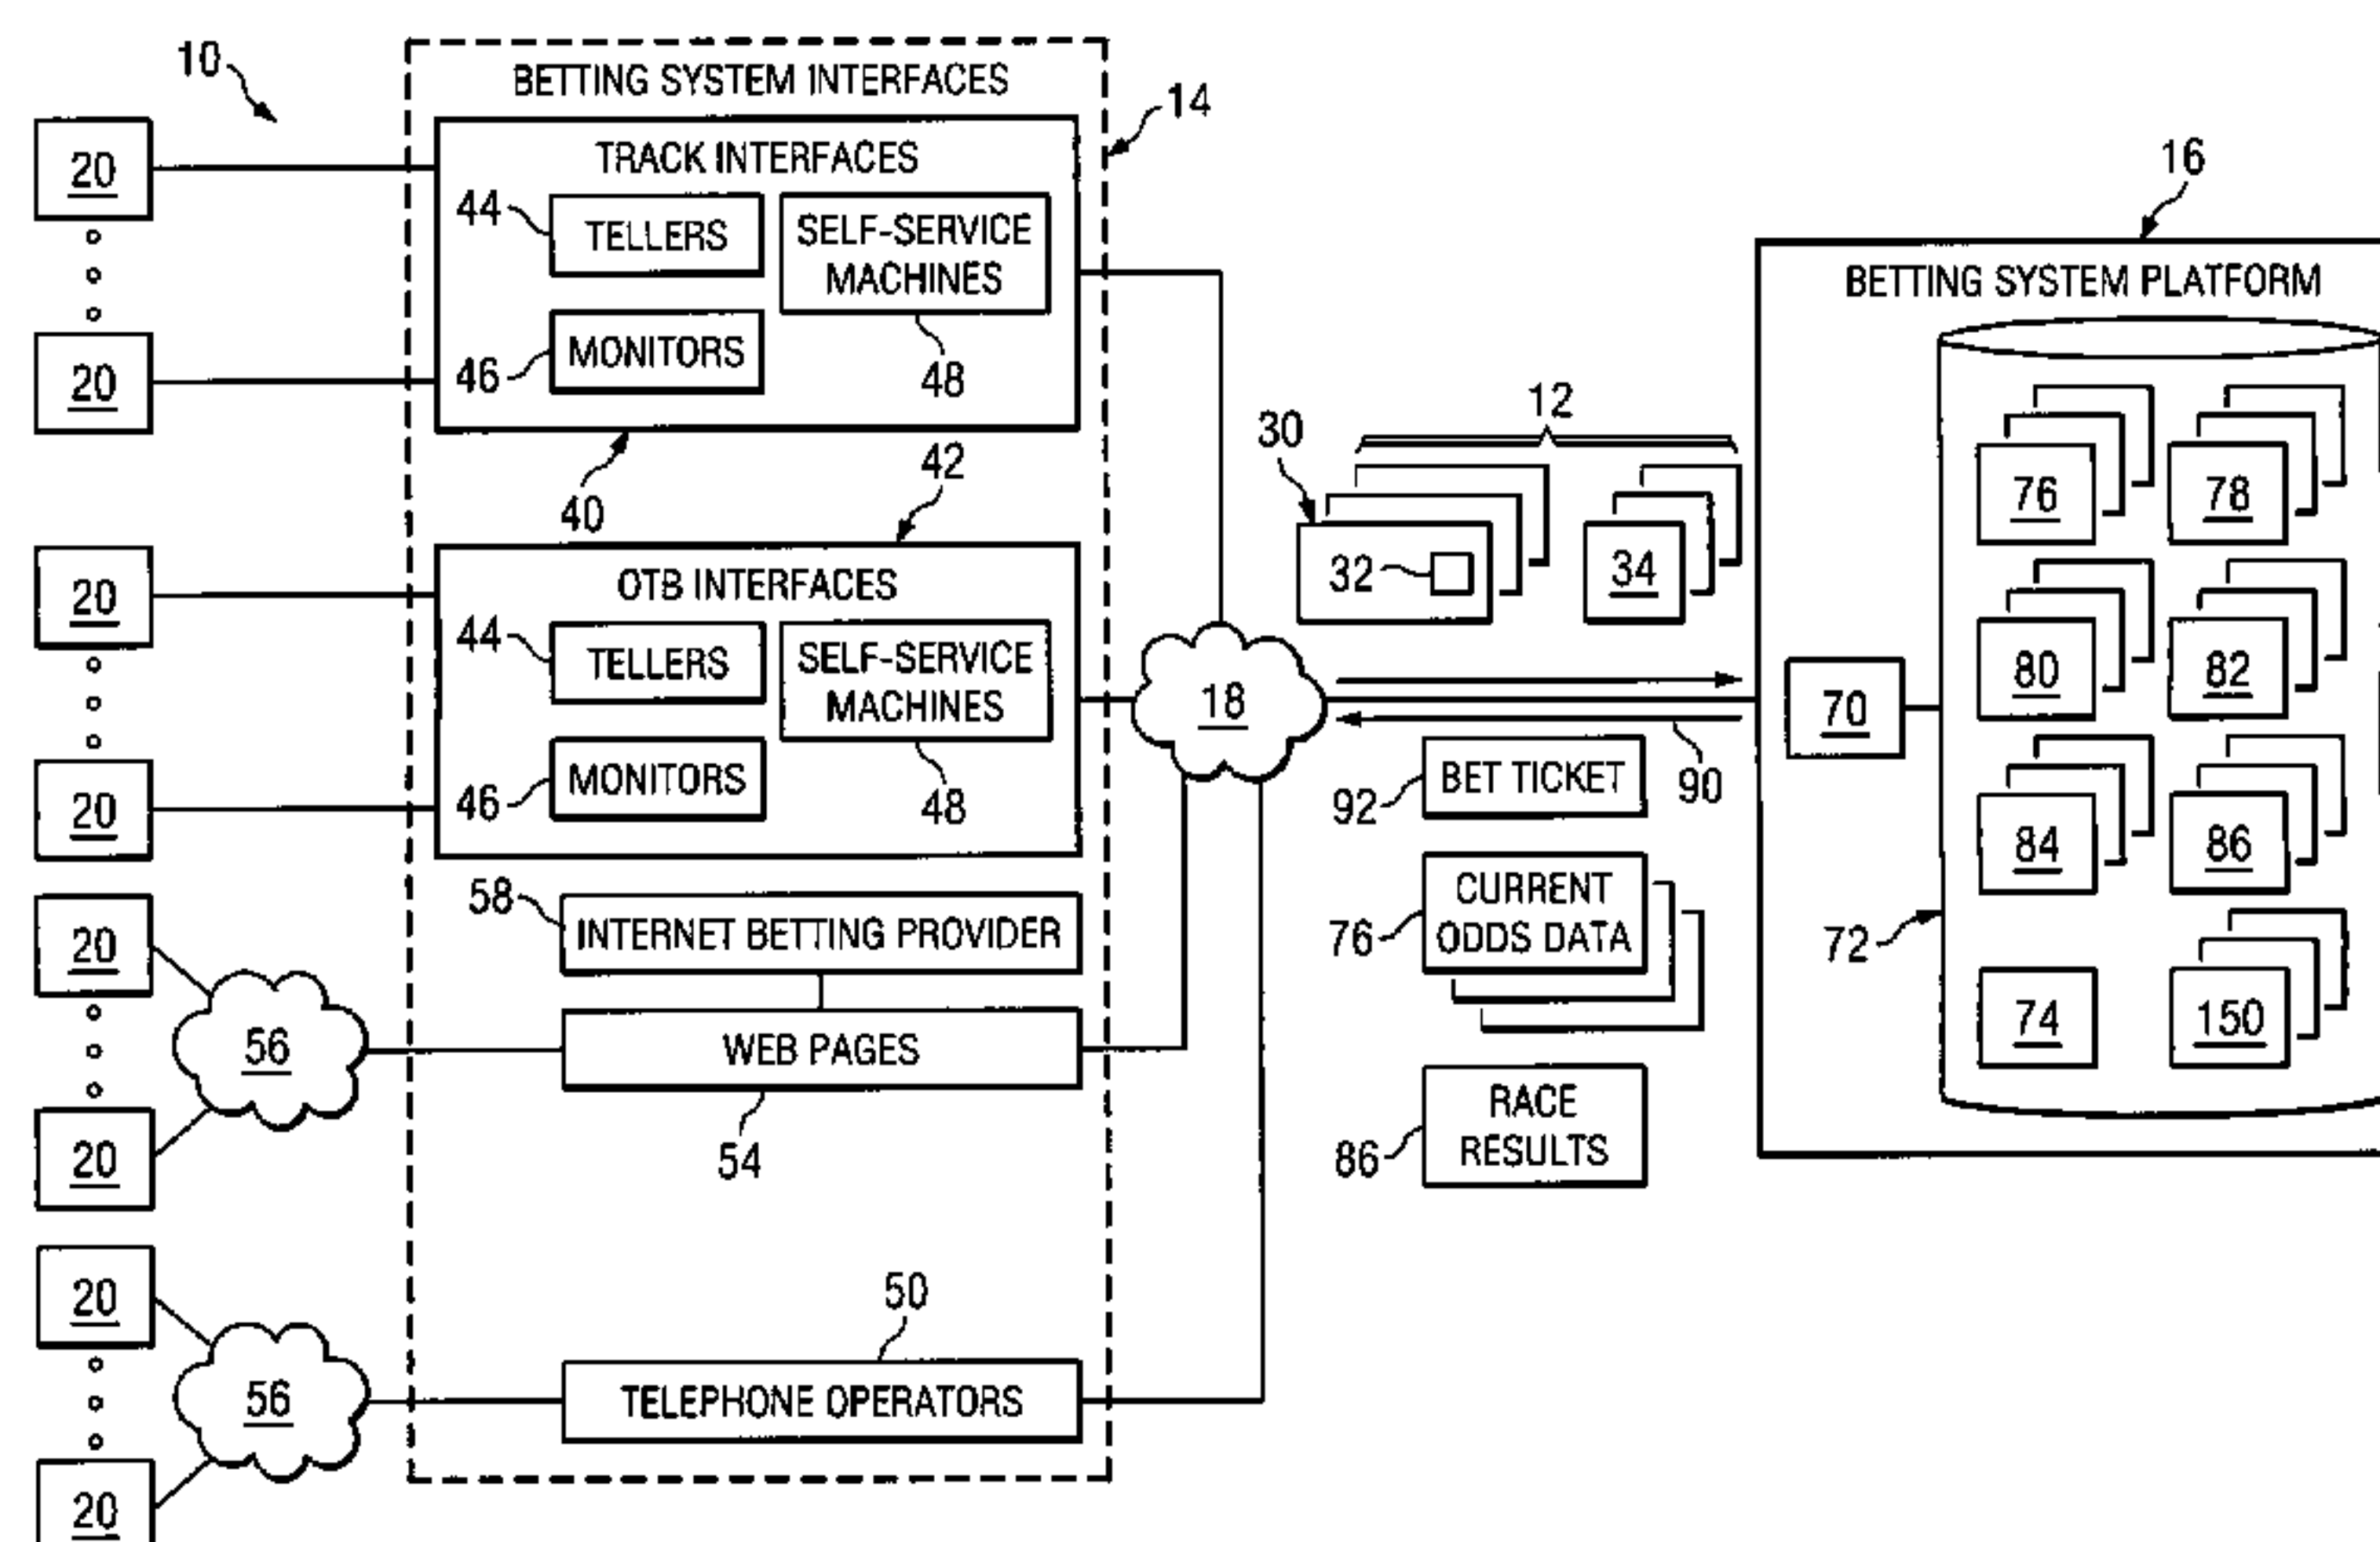 10
BETTING SYSTEM INTERFACES
14
20
TRACK INTERFACES
44
TELLERS
SELF-SERVICE
MACHINES
46
MONITORS
48
20
40
42
20
OTB INTERFACES
44
TELLERS
SELF-SERVICE
MACHINES
46
MONITORS
48
20
58
INTERNET BETTING PROVIDER
20
56
WEB PAGES
54
20
50
20
56
TELEPHONE OPERATORS
20
18
12
30
32
34
90
92
BET TICKET
76
CURRENT
ODDS DATA
86
RACE
RESULTS
16
BETTING SYSTEM PLATFORM
70
72
76
78
80
82
84
86
74
150